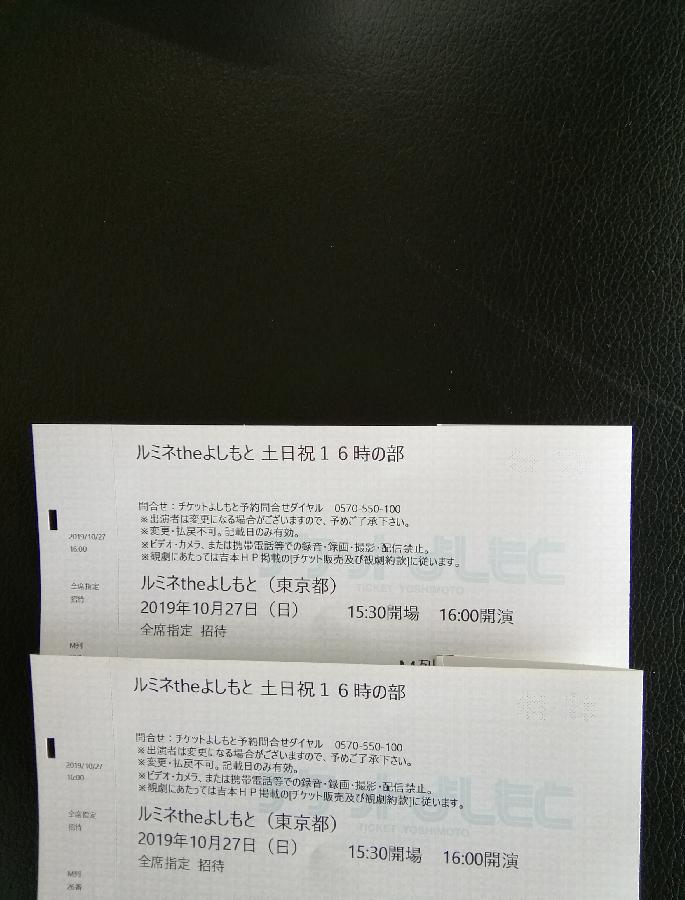 ルミネtheよしもと 土日祝１６時の部
問合せ：チケットよしもと予約問合せダイヤル 0570-550-100
※出演者は変更になる場合がございますので、予めご了承下さい。
※変更・払戻不可。記載日のみ有効。
※ビデオ・カメラ、または携帯電話等での録音・録画・撮影・配信禁止。
※観劇にあたっては吉本ＨＰ掲載の[チケット販売及び観劇約款]に従います。
2019/10/27
16:00
全席指定
招待
M列
ルミネtheよしもと（東京都）
2019年10月27日（日） 15:30開場 16:00開演
全席指定 招待
M列
TICKET YOSHIMOTO
ルミネtheよしもと 土日祝１６時の部
問合せ：チケットよしもと予約問合せダイヤル 0570-550-100
※出演者は変更になる場合がございますので、予めご了承下さい。
※変更・払戻不可。記載日のみ有効。
※ビデオ・カメラ、または携帯電話等での録音・録画・撮影・配信禁止。
※観劇にあたっては吉本ＨＰ掲載の[チケット販売及び観劇約款]に従います。
2019/10/27
16:00
全席指定
招待
M列
26番
ルミネtheよしもと（東京都）
2019年10月27日（日） 15:30開場 16:00開演
全席指定 招待
TICKET YOSHIMOTO